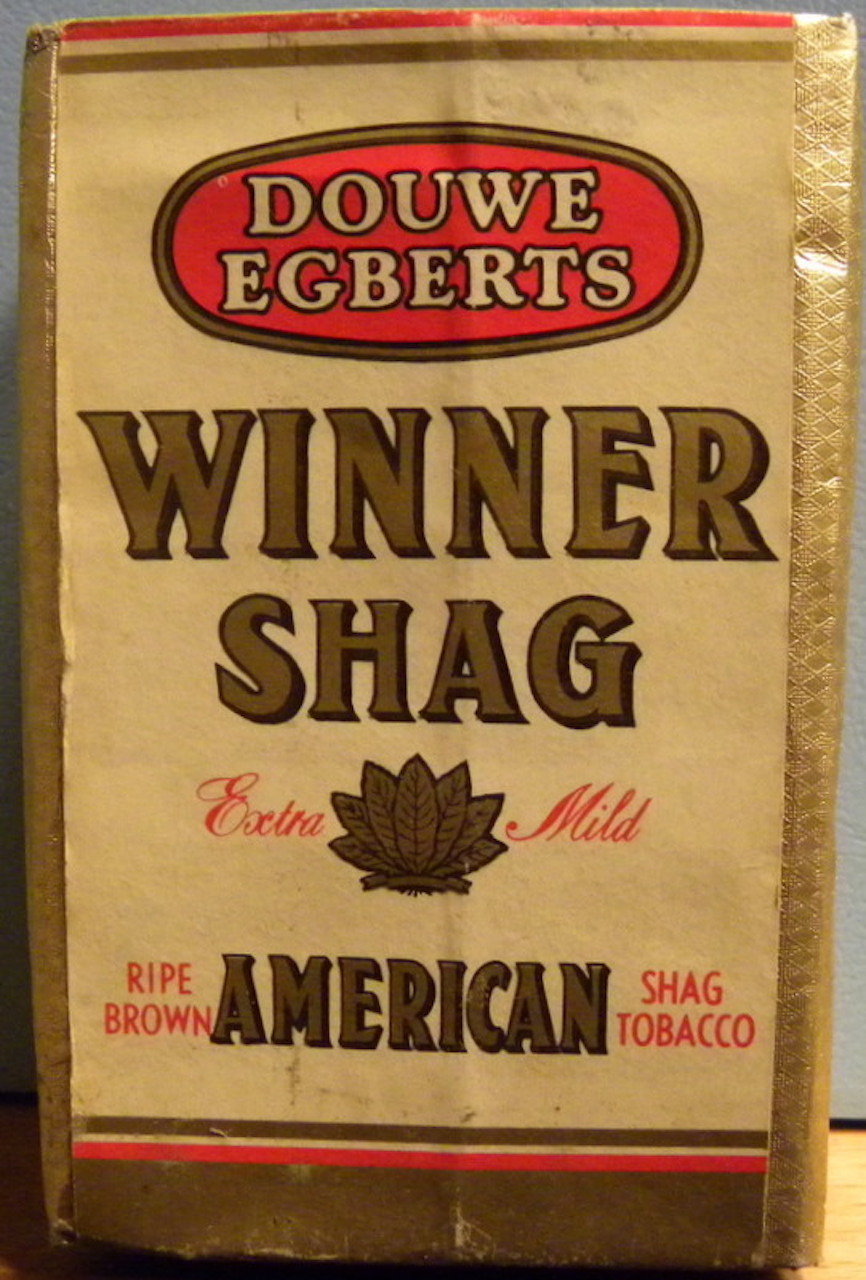 DOUWE
EGBERTS
WINNER
SHAG
Extra Mild
RIPE
BROWN
AMERICAN
SHAG
TOBACCO